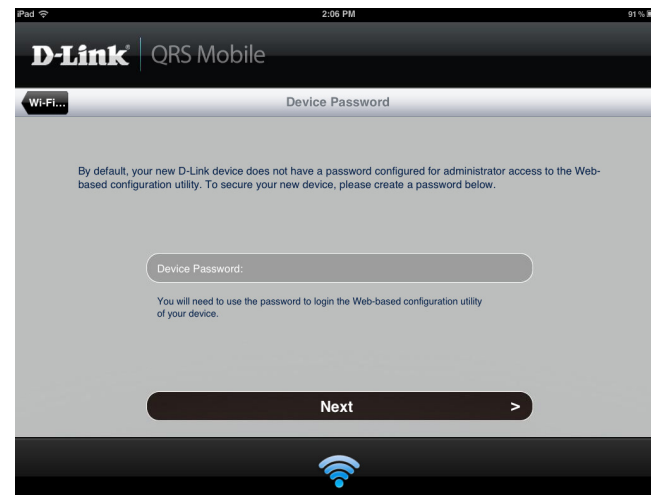 iPad 2:06 PM 91 %
D-Link QRS Mobile
Wi-Fi... Device Password
By default, your new D-Link device does not have a password configured for administrator access to the Web-
based configuration utility. To secure your new device, please create a password below.
Device Password:
You will need to use the password to login the Web-based configuration utility
of your device.
Next >